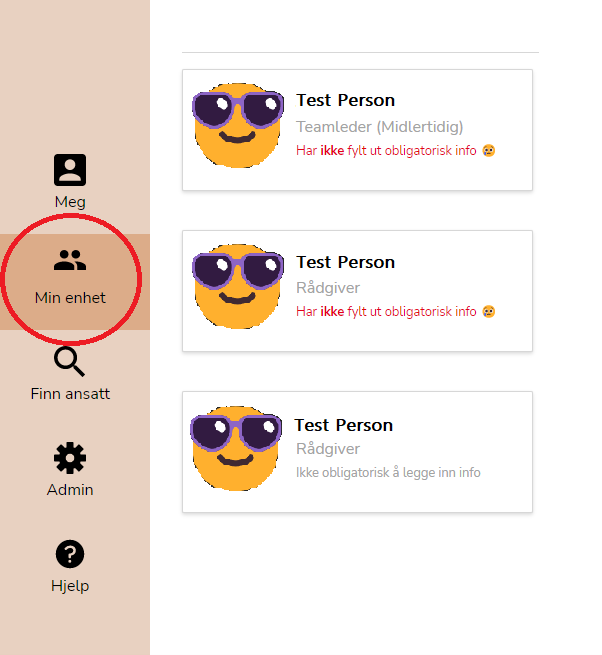 Meg
Min enhet
Finn ansatt
Admin
Hjelp
Test Person
Teamleder (Midlertidig)
Har ikke fylt ut obligatorisk info
Test Person
Rådgiver
Har ikke fylt ut obligatorisk info
Test Person
Rådgiver
Ikke obligatorisk å legge inn info